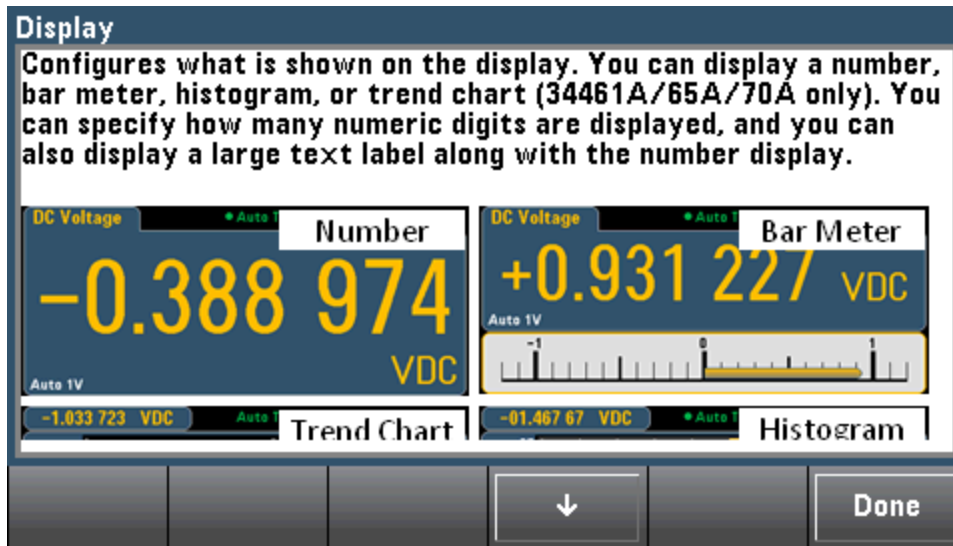 Display
Configures what is shown on the display. You can display a number,
bar meter, histogram, or trend chart (34461A/65A/70A only). You
can specify how many numeric digits are displayed, and you can
also display a large text label along with the number display.
DC Voltage Auto Number
-0.388 974
VDC
Auto 1V
DC Voltage Auto Bar Meter
+0.931 227 VDC
Auto 1V
-1 0 1
-1.033 723 VDC Auto Trend Chart
-01.467 67 VDC Auto Histogram
↓ Done